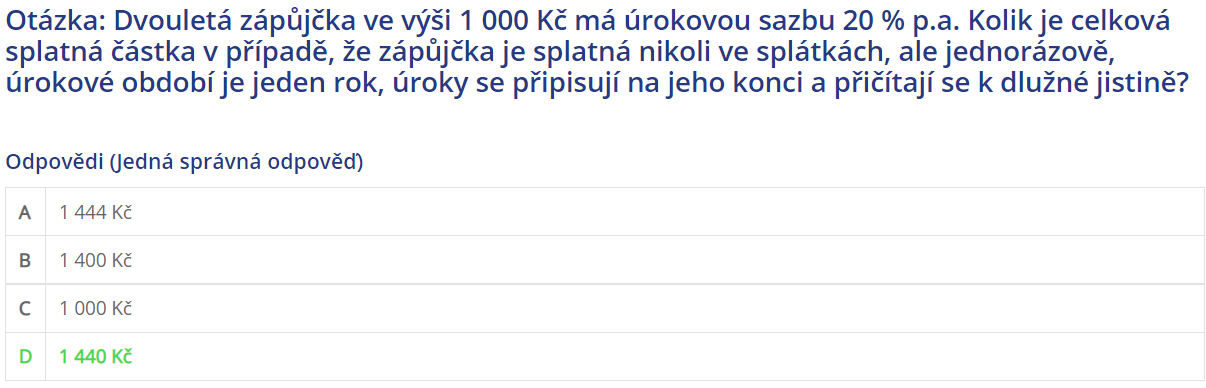 Otázka: Dvouletá zápůjčka ve výši 1 000 Kč má úrokovou sazbu 20 % p.a. Kolik je celková
splatná částka v případě, že zápůjčka je splatná nikoli ve splátkách, ale jednorázově,
úrokové období je jeden rok, úroky se připisují na jeho konci a přičítají se k dlužné jistině?
Odpovědi (Jedná správná odpověď)
A 1 444 Kč
B 1 400 Kč
C 1 000 Kč
D 1 440 Kč